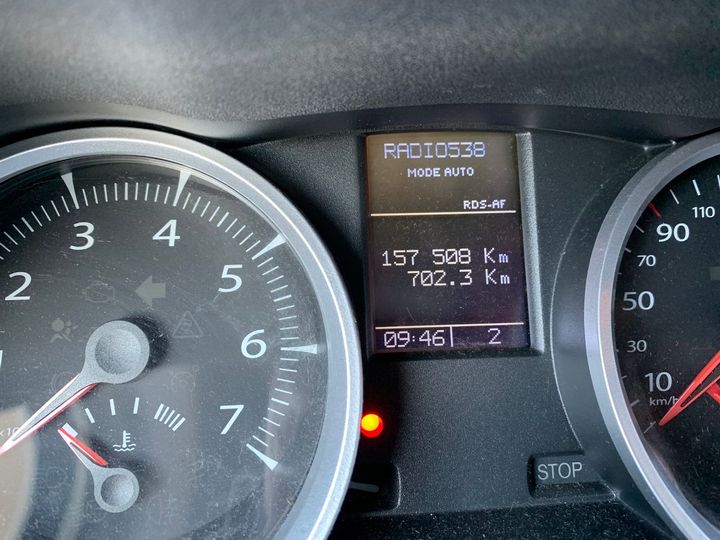 RADIO538
MODE AUTO
RDS-AF
157 508 Km
702.3 Km
09:46 2
2 3 4 5 6 7
10 30 50 70 90 110
km/h
STOP